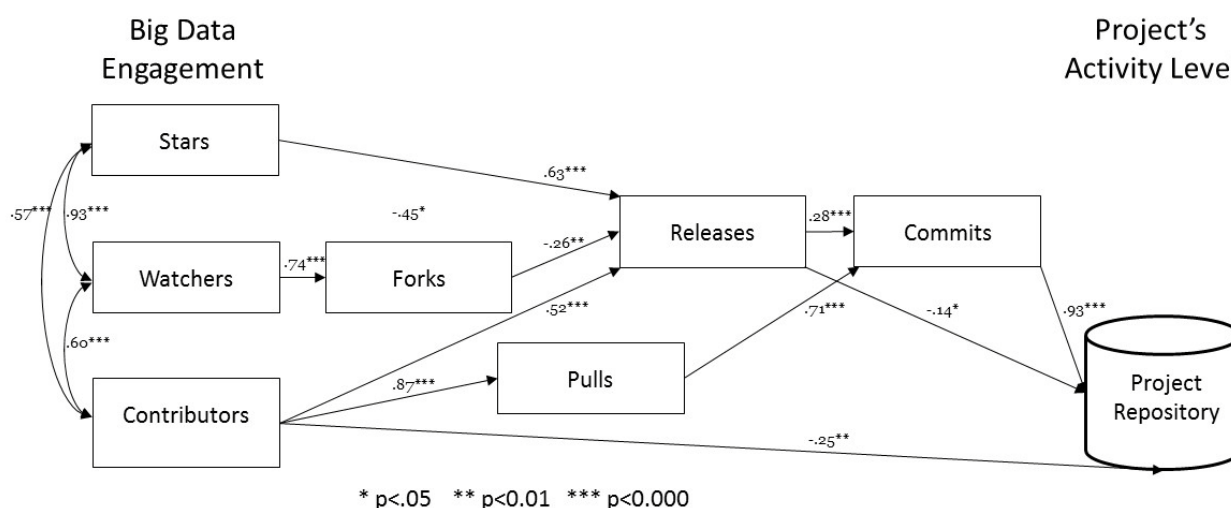 Big Data
Engagement
Project's
Activity Leve
Stars
.63***
.57***
.93***
-.45*
Releases
.28***
Commits
Watchers
.74***
Forks
-.26**
.52***
.71***
-.14*
.93***
.60***
Contributors
.87***
Pulls
Project
Repository
-.25**
* p<.05 ** p<0.01 *** p<0.000